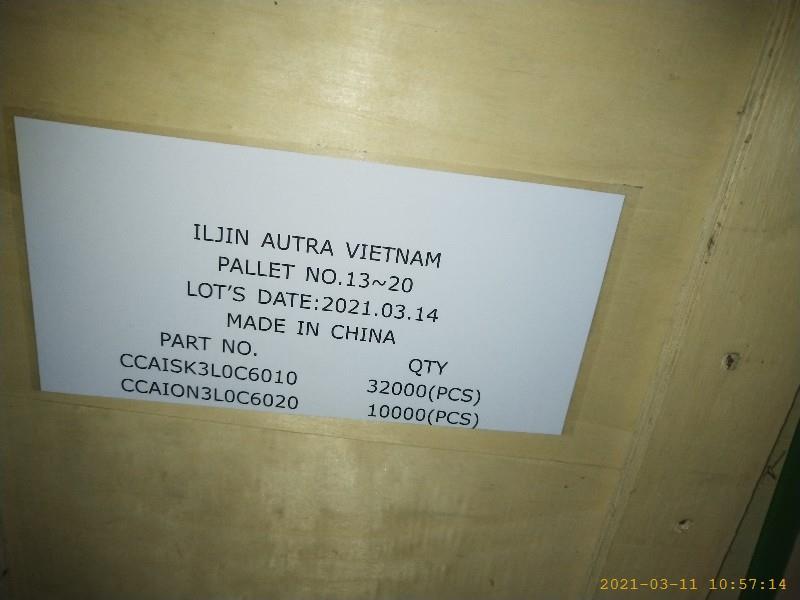 ILJIN AUTRA VIETNAM
PALLET NO.13~20
LOT'S DATE:2021.03.14
MADE IN CHINA
PART NO. QTY
CCAISK3L0C6010 32000(PCS)
CCAION3L0C6020 10000(PCS)
2021-03-11 10:57:14